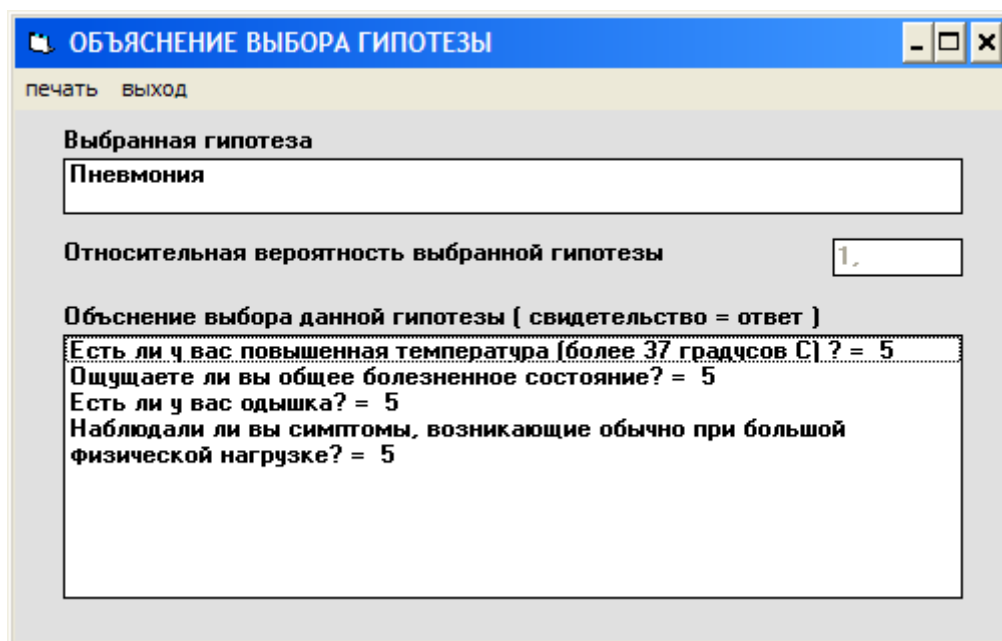 ОБЪЯСНЕНИЕ ВЫБОРА ГИПОТЕЗЫ
печать выход
Выбранная гипотеза
Пневмония
Относительная вероятность выбранной гипотезы 1,
Объснение выбора данной гипотезы ( свидетельство = ответ )
Есть ли у вас повышенная температура (более 37 градусов С) ? = 5
Ощущаете ли вы общее болезненное состояние? = 5
Есть ли у вас одышка? = 5
Наблюдали ли вы симптомы, возникающие обычно при большой
физической нагрузке? = 5